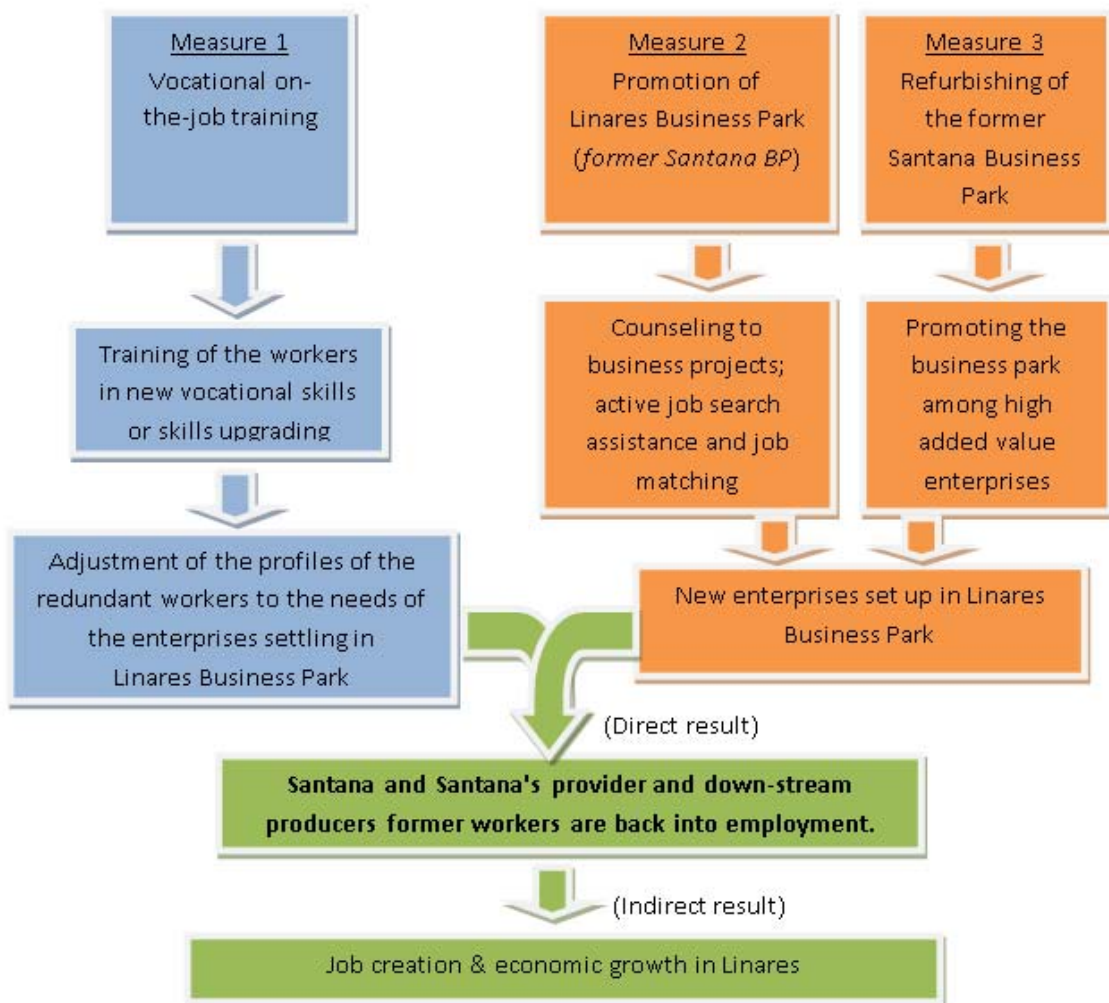 Measure 1
Vocational on-
the-job training
Measure 2
Promotion of
Linares Business Park
(former Santana BP)
Measure 3
Refurbishing of
the former
Santana Business
Park
Training of the workers
in new vocational skills
or skills upgrading
Counseling to
business projects;
active job search
assistance and job
matching
Promoting the
business park
among high
added value
enterprises
Adjustment of the profiles of the
redundant workers to the needs of
the enterprises settling in
Linares Business Park
New enterprises set up in Linares
Business Park
(Direct result)
Santana and Santana's provider and down-stream
producers former workers are back into employment.
(Indirect result)
Job creation & economic growth in Linares